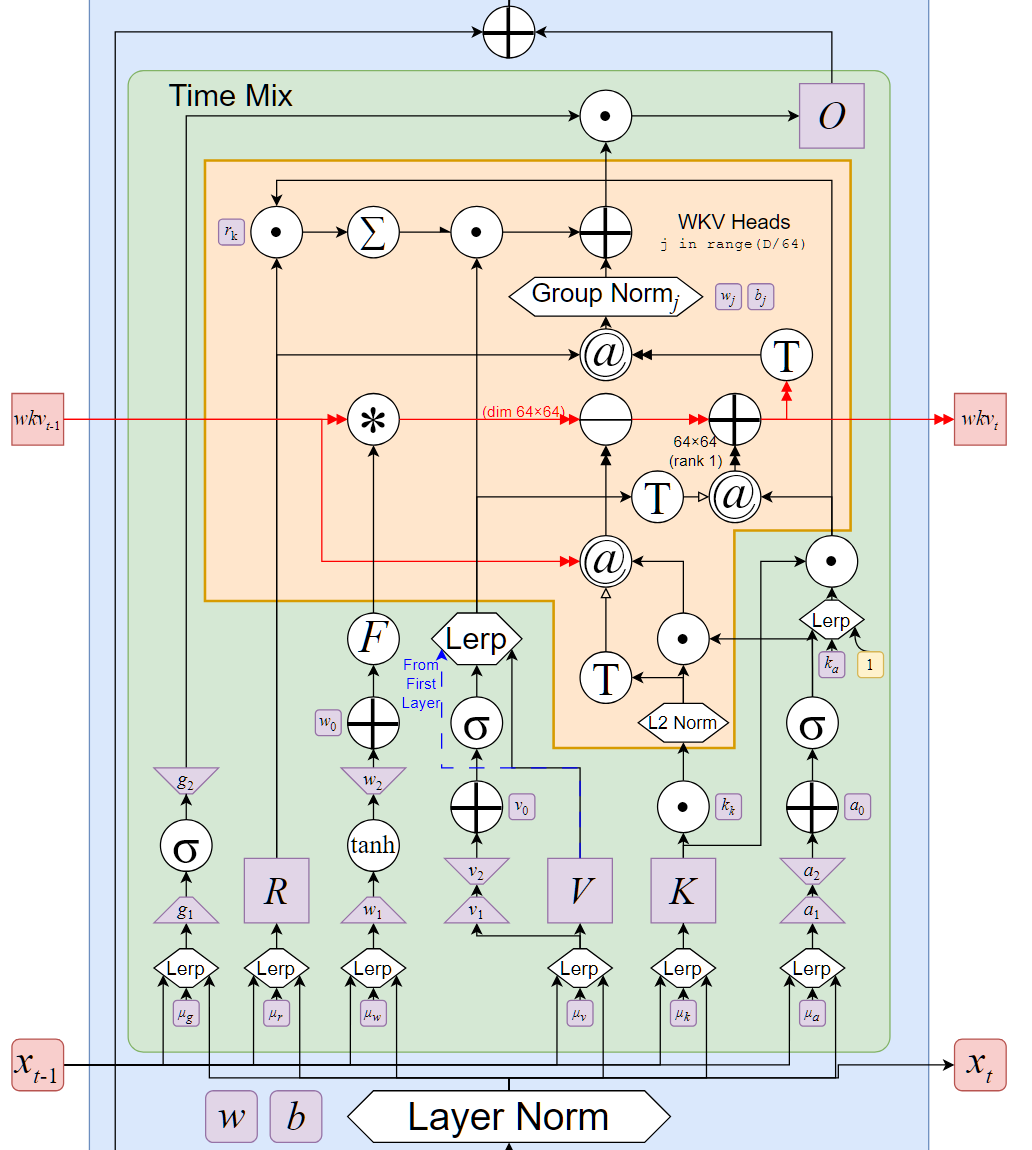 Time Mix
O
WKV Heads
j in range(D/64)
r_k
Σ
Group Norm_j
w_j
b_j
@
T
wkv_{t-1}
*
(dim 64×64)
wkv_t
64×64
(rank 1)
T
@
@
F
Lerp
Lerp
From
First
Layer
k_a
1
T
w_0
σ
L2 Norm
σ
g_2
w_2
v_0
k_k
a_0
σ
tanh
v_2
a_2
R
V
K
g_1
w_1
v_1
a_1
Lerp
Lerp
Lerp
Lerp
Lerp
Lerp
μ_g
μ_r
μ_w
μ_v
μ_k
μ_a
x_{t-1}
x_t
w
b
Layer Norm